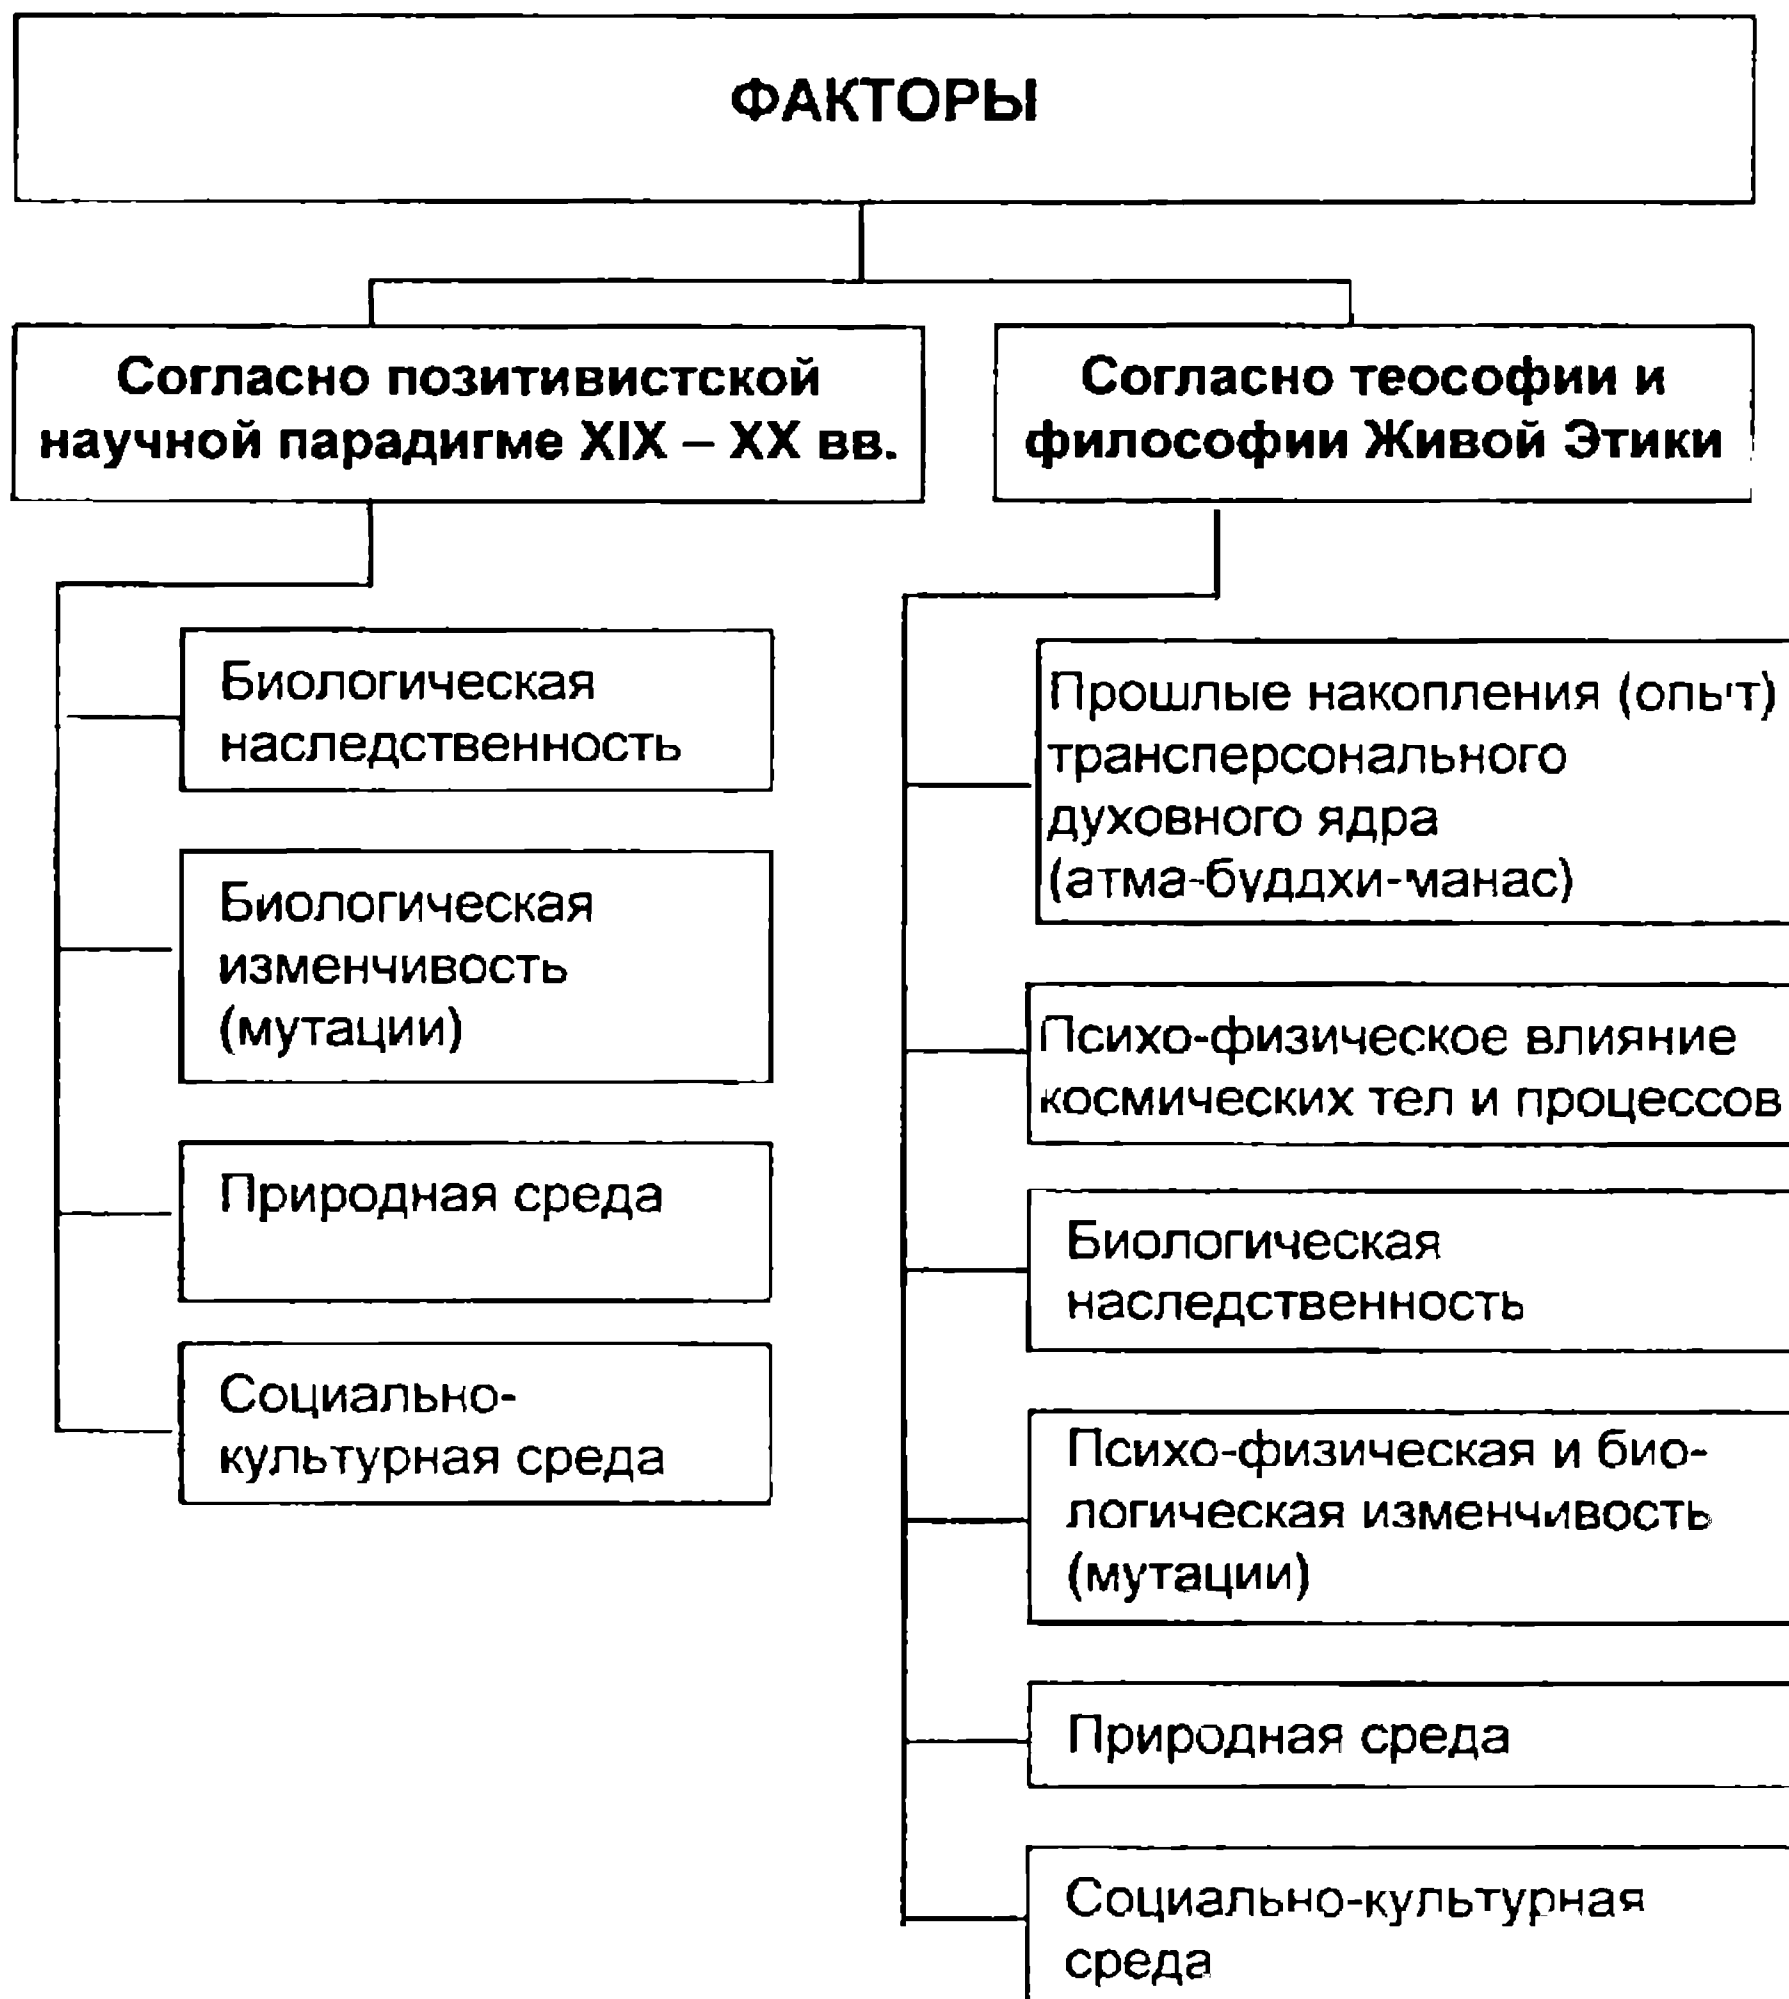 ФАКТОРЫ
Согласно позитивистской
научной парадигме XIX – XX вв.
Согласно теософии и
философии Живой Этики
Биологическая
наследственность
Биологическая
изменчивость
(мутации)
Природная среда
Социально-
культурная среда
Прошлые накопления (опыт)
трансперсонального
духовного ядра
(атма-буддхи-манас)
Психо-физическое влияние
космических тел и процессов
Биологическая
наследственность
Психо-физическая и био-
логическая изменчивость
(мутации)
Природная среда
Социально-культурная
среда